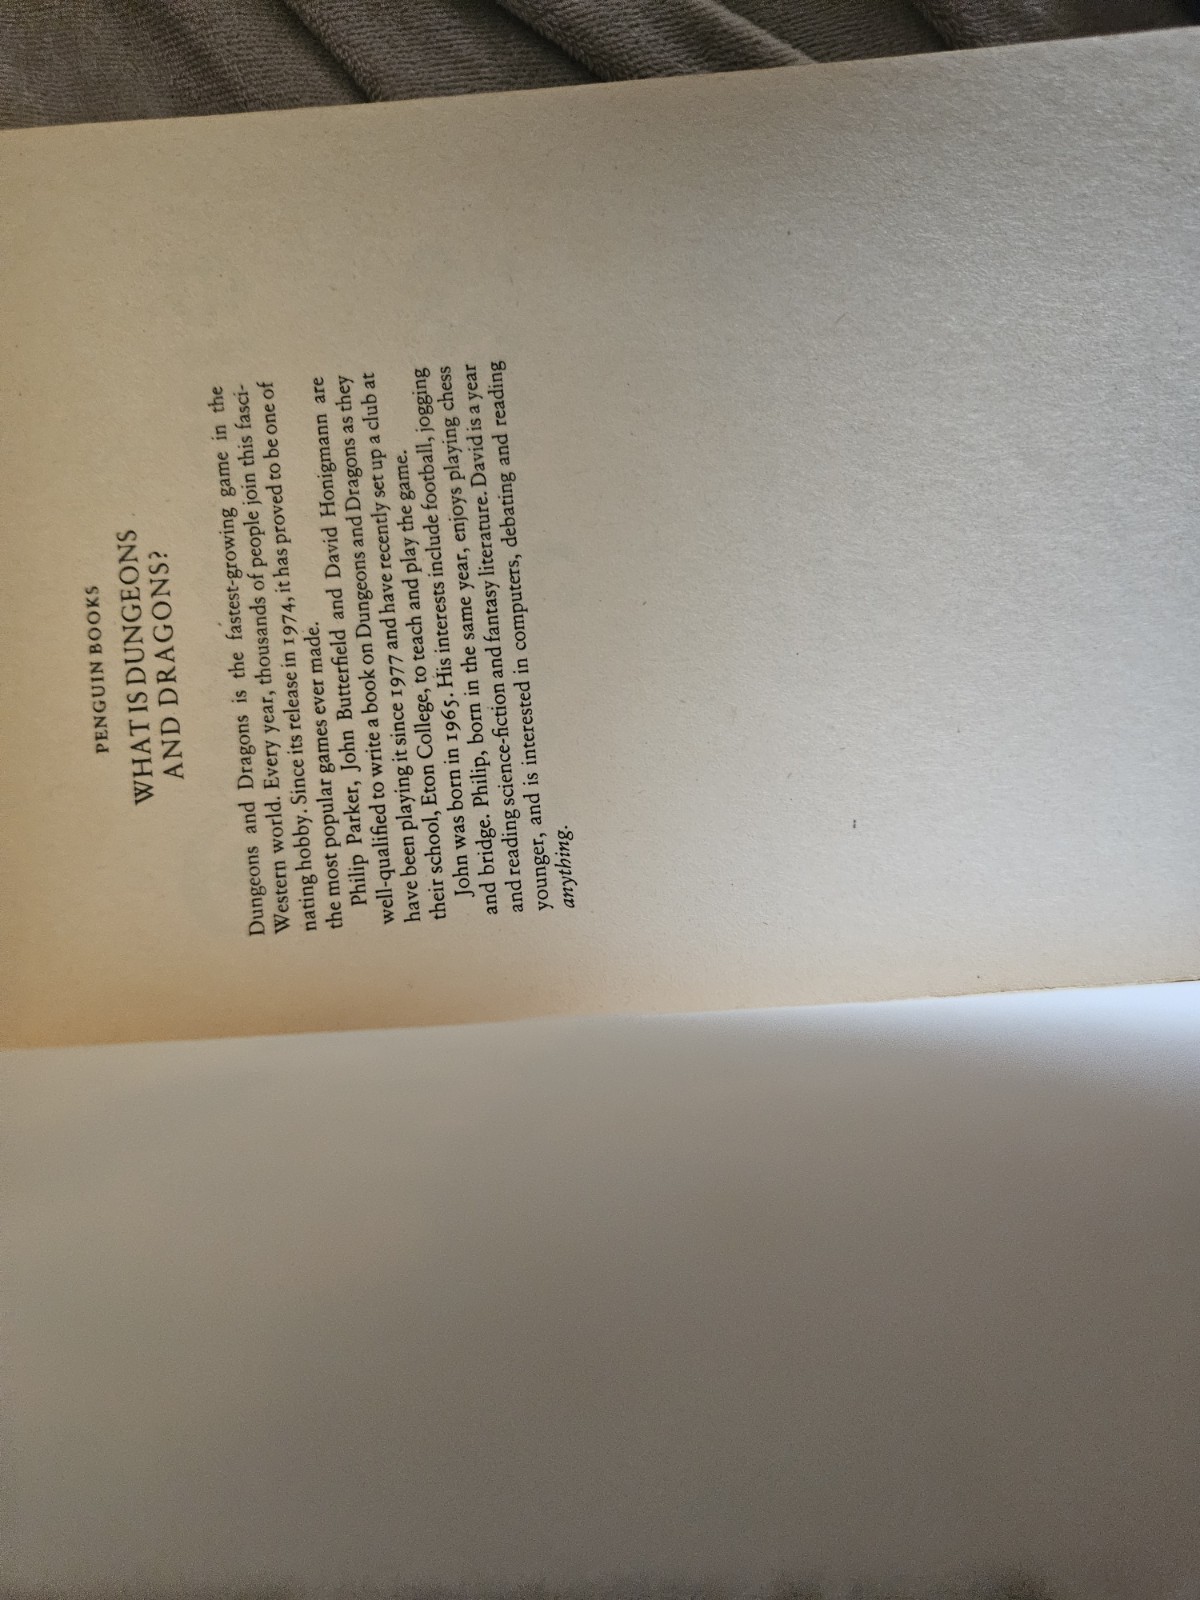 PENGUIN BOOKS
WHAT IS DUNGEONS
AND DRAGONS?
Dungeons and Dragons is the fastest-growing game in the
Western world. Every year, thousands of people join this fasci-
nating hobby. Since its release in 1974, it has proved to be one of
the most popular games ever made.
Philip Parker, John Butterfield and David Honigmann are
well-qualified to write a book on Dungeons and Dragons as they
have been playing it since 1977 and have recently set up a club at
their school, Eton College, to teach and play the game.
John was born in 1965. His interests include football, jogging
and bridge. Philip, born in the same year, enjoys playing chess
and reading science-fiction and fantasy literature. David is a year
younger, and is interested in computers, debating and reading
anything.